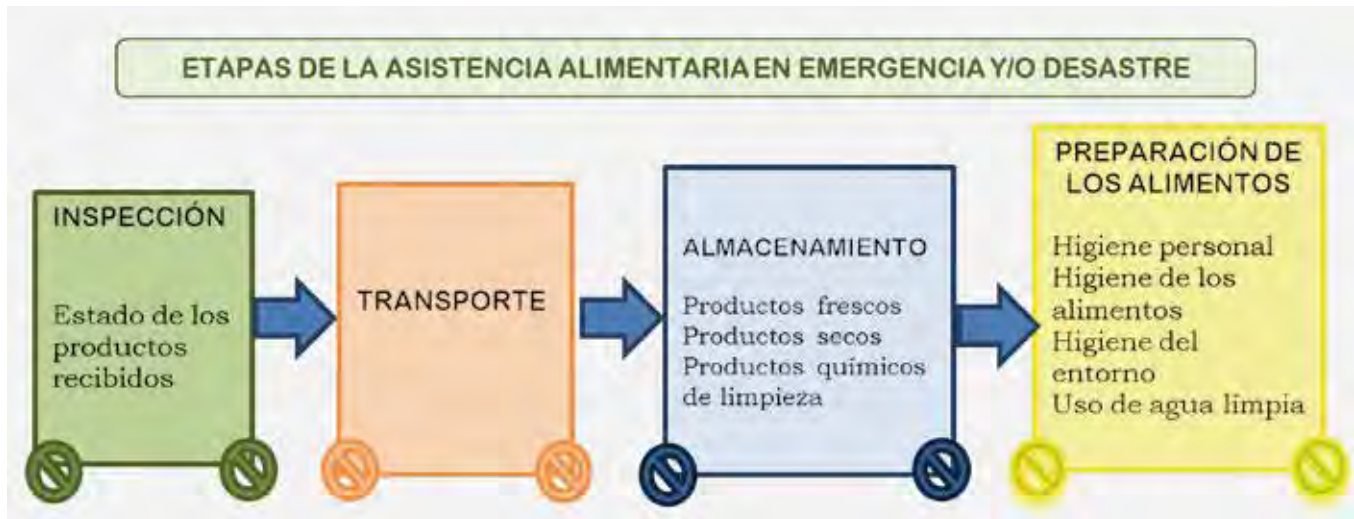 ETAPAS DE LA ASISTENCIA ALIMENTARIA EN EMERGENCIA Y/O DESASTRE
INSPECCIÓN
Estado de los
productos
recibidos
TRANSPORTE
ALMACENAMIENTO
Productos frescos
Productos secos
Productos químicos
de limpieza
PREPARACIÓN DE
LOS ALIMENTOS
Higiene personal
Higiene de los
alimentos
Higiene del
entorno
Uso de agua limpia